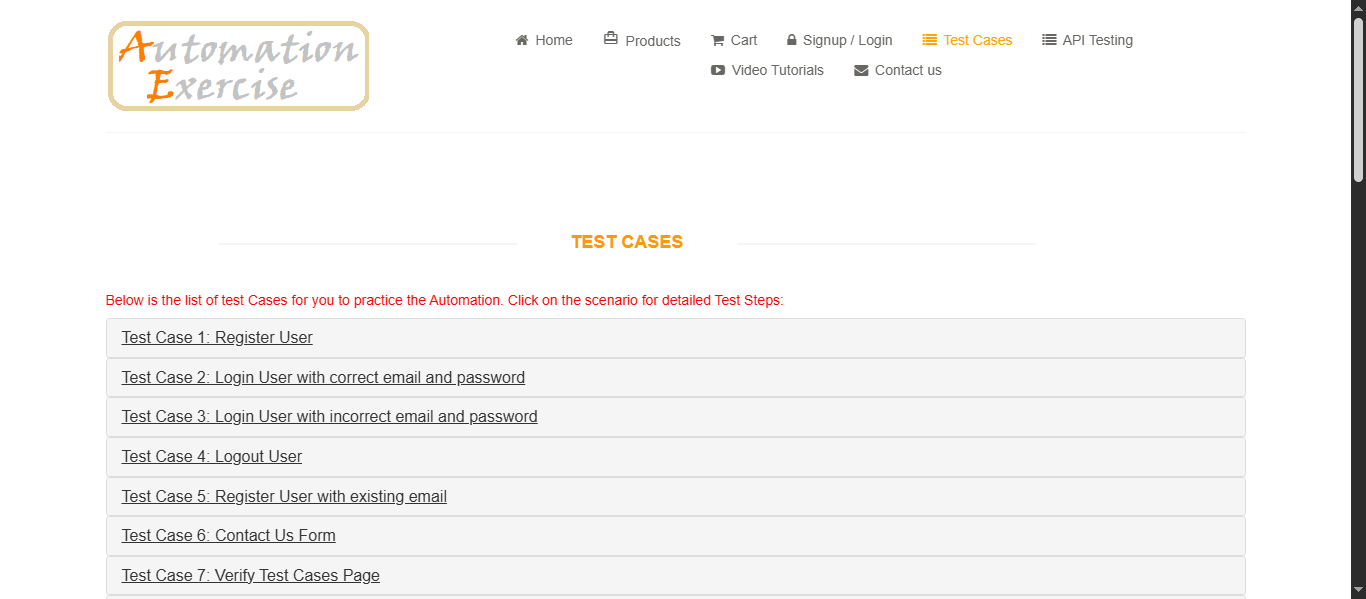 Automation
Exercise
Home Products Cart Signup / Login Test Cases API Testing
Video Tutorials Contact us
TEST CASES
Below is the list of test Cases for you to practice the Automation. Click on the scenario for detailed Test Steps:
Test Case 1: Register User
Test Case 2: Login User with correct email and password
Test Case 3: Login User with incorrect email and password
Test Case 4: Logout User
Test Case 5: Register User with existing email
Test Case 6: Contact Us Form
Test Case 7: Verify Test Cases Page